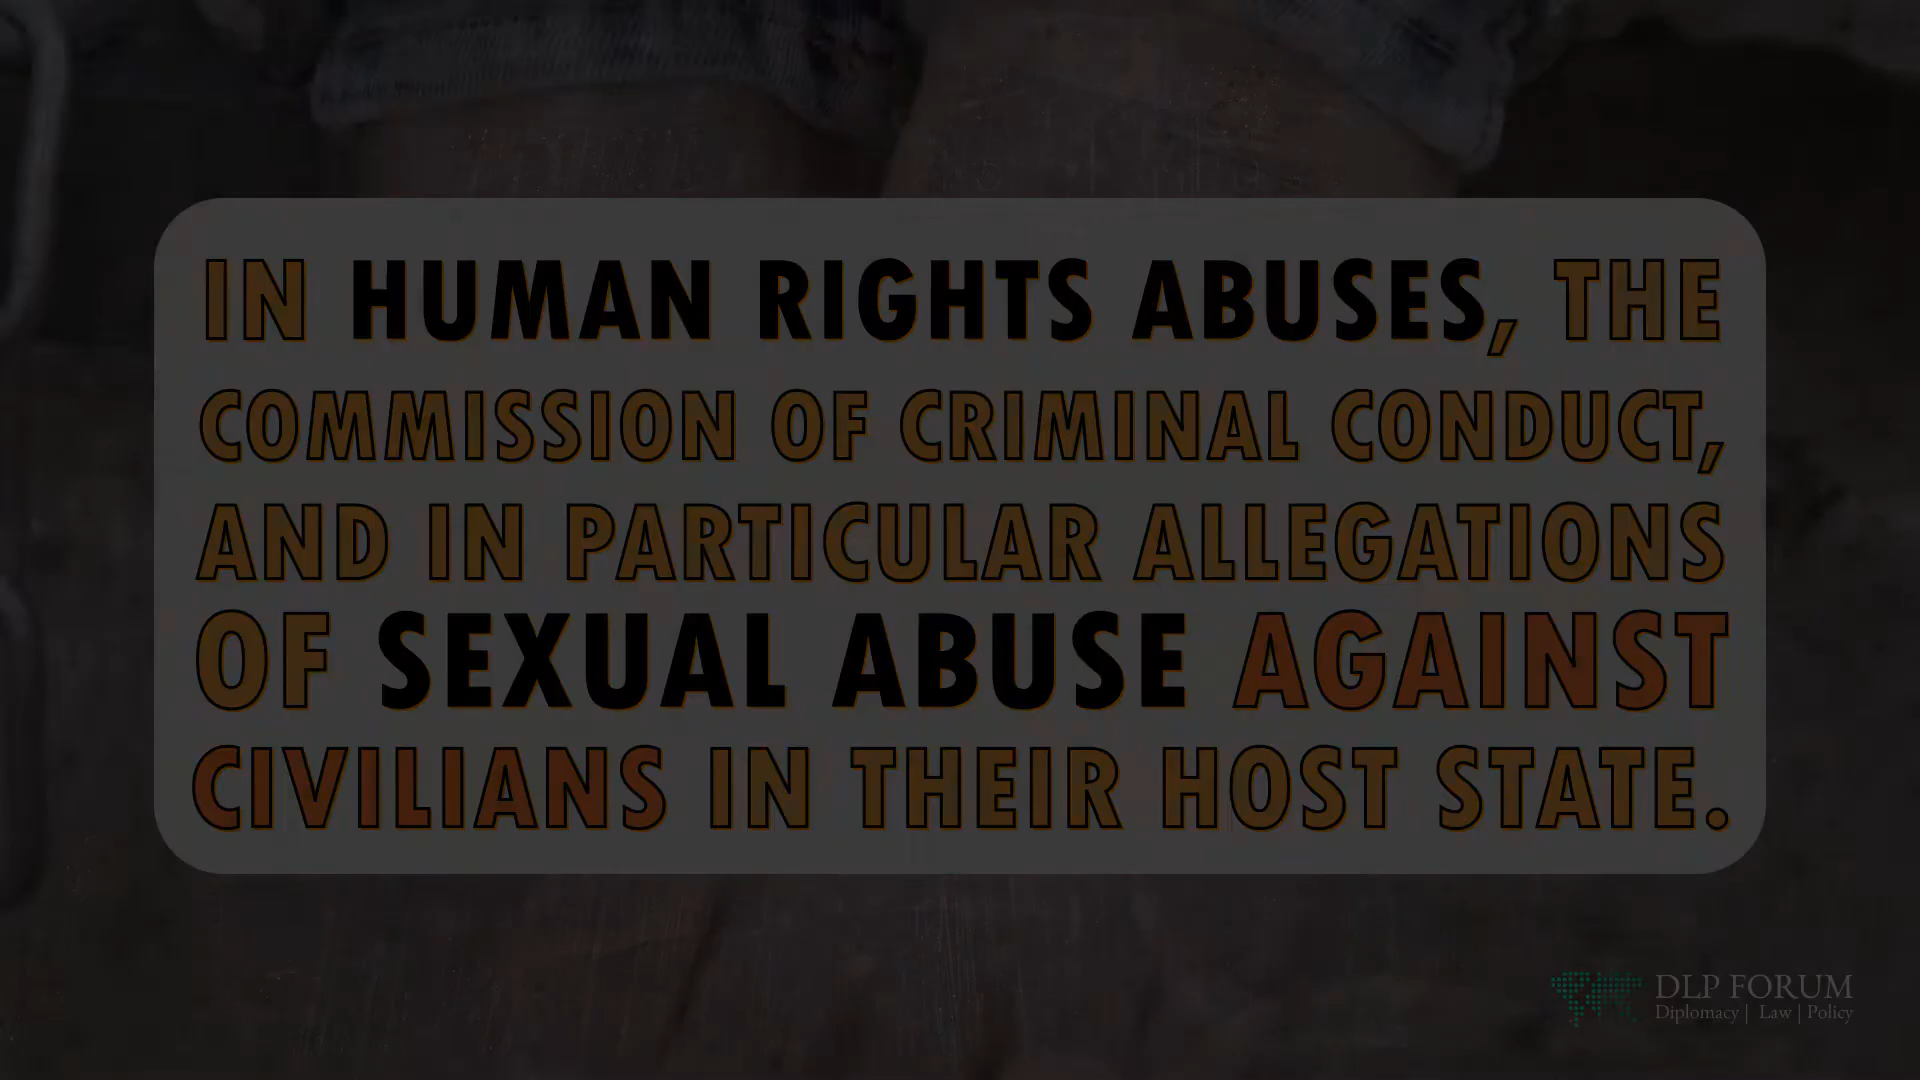 IN HUMAN RIGHTS ABUSES, THE
COMMISSION OF CRIMINAL CONDUCT,
AND IN PARTICULAR ALLEGATIONS
OF SEXUAL ABUSE AGAINST
CIVILIANS IN THEIR HOST STATE.
DLP FORUM
Diplomacy | Law | Policy